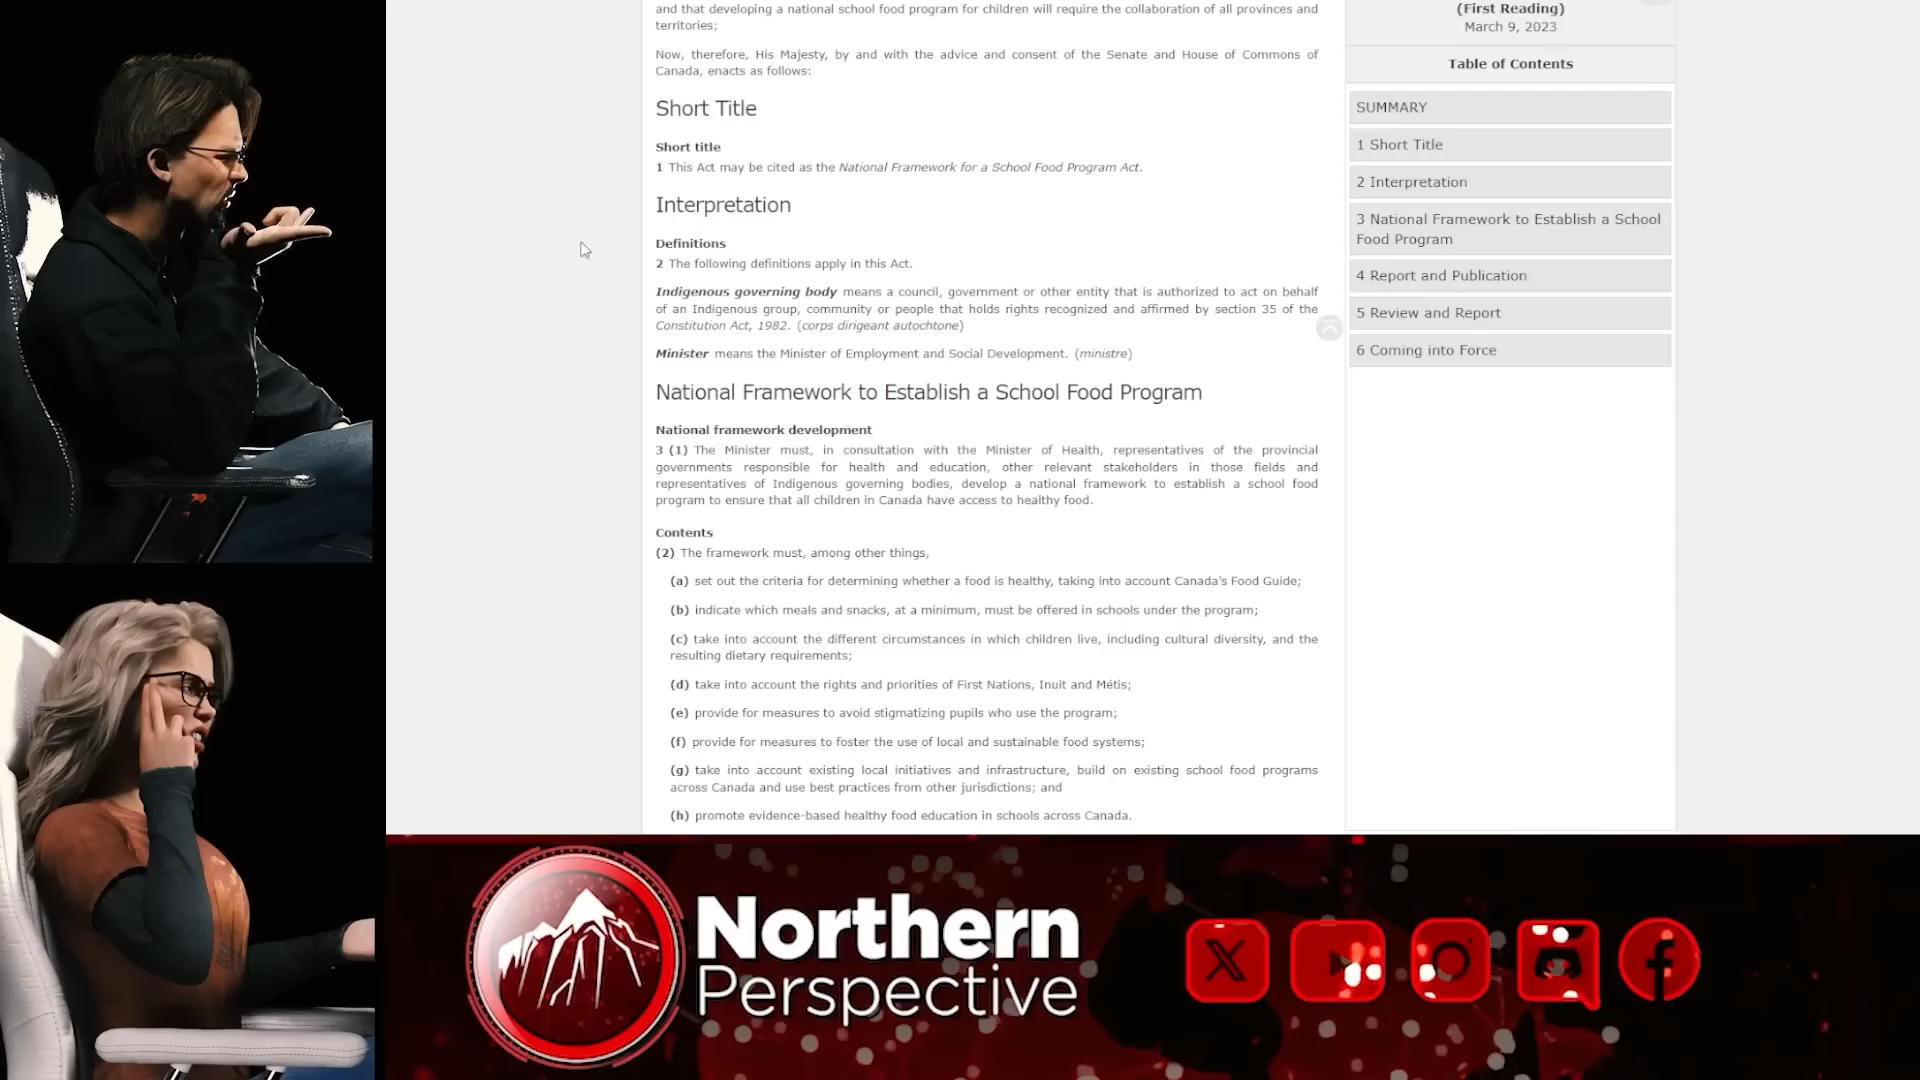 and that developing a national school food program for children will require the collaboration of all provinces and
territories;
Now, therefore, His Majesty, by and with the advice and consent of the Senate and House of Commons of
Canada, enacts as follows:
Short Title
Short title
1 This Act may be cited as the National Framework for a School Food Program Act.
Interpretation
Definitions
2 The following definitions apply in this Act.
Indigenous governing body means a council, government or other entity that is authorized to act on behalf
of an Indigenous group, community or people that holds rights recognized and affirmed by section 35 of the
Constitution Act, 1982. (corps dirigeant autochtone)
Minister means the Minister of Employment and Social Development. (ministre)
National Framework to Establish a School Food Program
National framework development
3 (1) The Minister must, in consultation with the Minister of Health, representatives of the provincial
governments responsible for health and education, other relevant stakeholders in those fields and
representatives of Indigenous governing bodies, develop a national framework to establish a school food
program to ensure that all children in Canada have access to healthy food.
Contents
(2) The framework must, among other things,
(a) set out the criteria for determining whether a food is healthy, taking into account Canada's Food Guide;
(b) indicate which meals and snacks, at a minimum, must be offered in schools under the program;
(c) take into account the different circumstances in which children live, including cultural diversity, and the
resulting dietary requirements;
(d) take into account the rights and priorities of First Nations, Inuit and Métis;
(e) provide for measures to avoid stigmatizing pupils who use the program;
(f) provide for measures to foster the use of local and sustainable food systems;
(g) take into account existing local initiatives and infrastructure, build on existing school food programs
across Canada and use best practices from other jurisdictions; and
(h) promote evidence-based healthy food education in schools across Canada.
(First Reading)
March 9, 2023
Table of Contents
SUMMARY
1 Short Title
2 Interpretation
3 National Framework to Establish a School
Food Program
4 Report and Publication
5 Review and Report
6 Coming into Force
Northern
Perspective